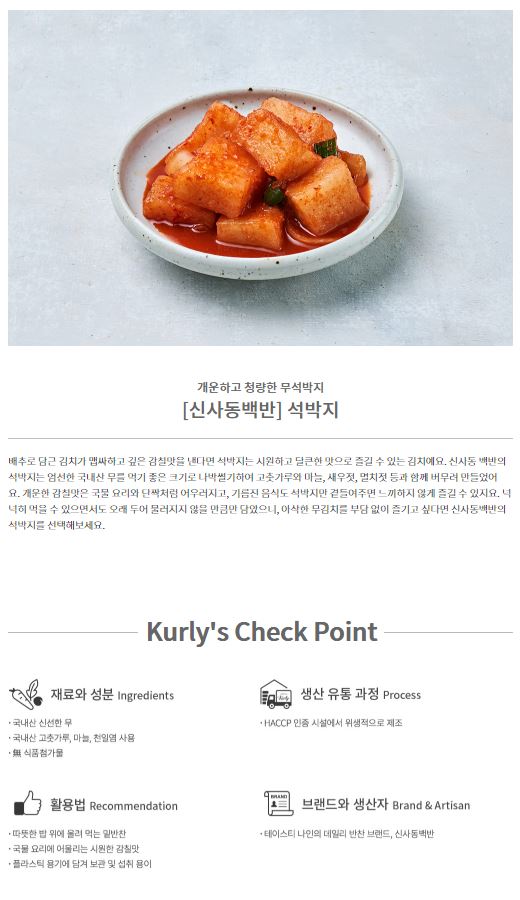 개운하고 청량한 무석박지
[신사동백반] 석박지
배추로 담근 김치가 맵싸하고 깊은 감칠맛을 낸다면 석박지는 시원하고 달큰한 맛으로 즐길 수 있는 김치에요. 신사동 백반의
석박지는 엄선한 국내산 무를 먹기 좋은 크기로 나박썰기하여 고춧가루와 마늘, 새우젓, 멸치젓 등과 함께 버무려 만들었어
요. 개운한 감칠맛은 국물 요리와 단짝처럼 어우러지고, 기름진 음식도 석박지만 곁들여주면 느끼하지 않게 즐길 수 있지요. 넉
넉히 먹을 수 있으면서도 오래 두어 물러지지 않을 만큼만 담았으니, 아삭한 무김치를 부담 없이 즐기고 싶다면 신사동백반의
석박지를 선택해보세요.
Kurly's Check Point
재료와 성분 Ingredients
· 국내산 신선한 무
· 국내산 고춧가루, 마늘, 천일염 사용
· 無 식품첨가물
생산 유통 과정 Process
· HACCP 인증 시설에서 위생적으로 제조
활용법 Recommendation
· 따뜻한 밥 위에 올려 먹는 밑반찬
· 국물 요리에 어울리는 시원한 감칠맛
· 플라스틱 용기에 담겨 보관 및 섭취 용이
BRAND
브랜드와 생산자 Brand & Artisan
· 테이스티 나인의 데일리 반찬 브랜드, 신사동백반